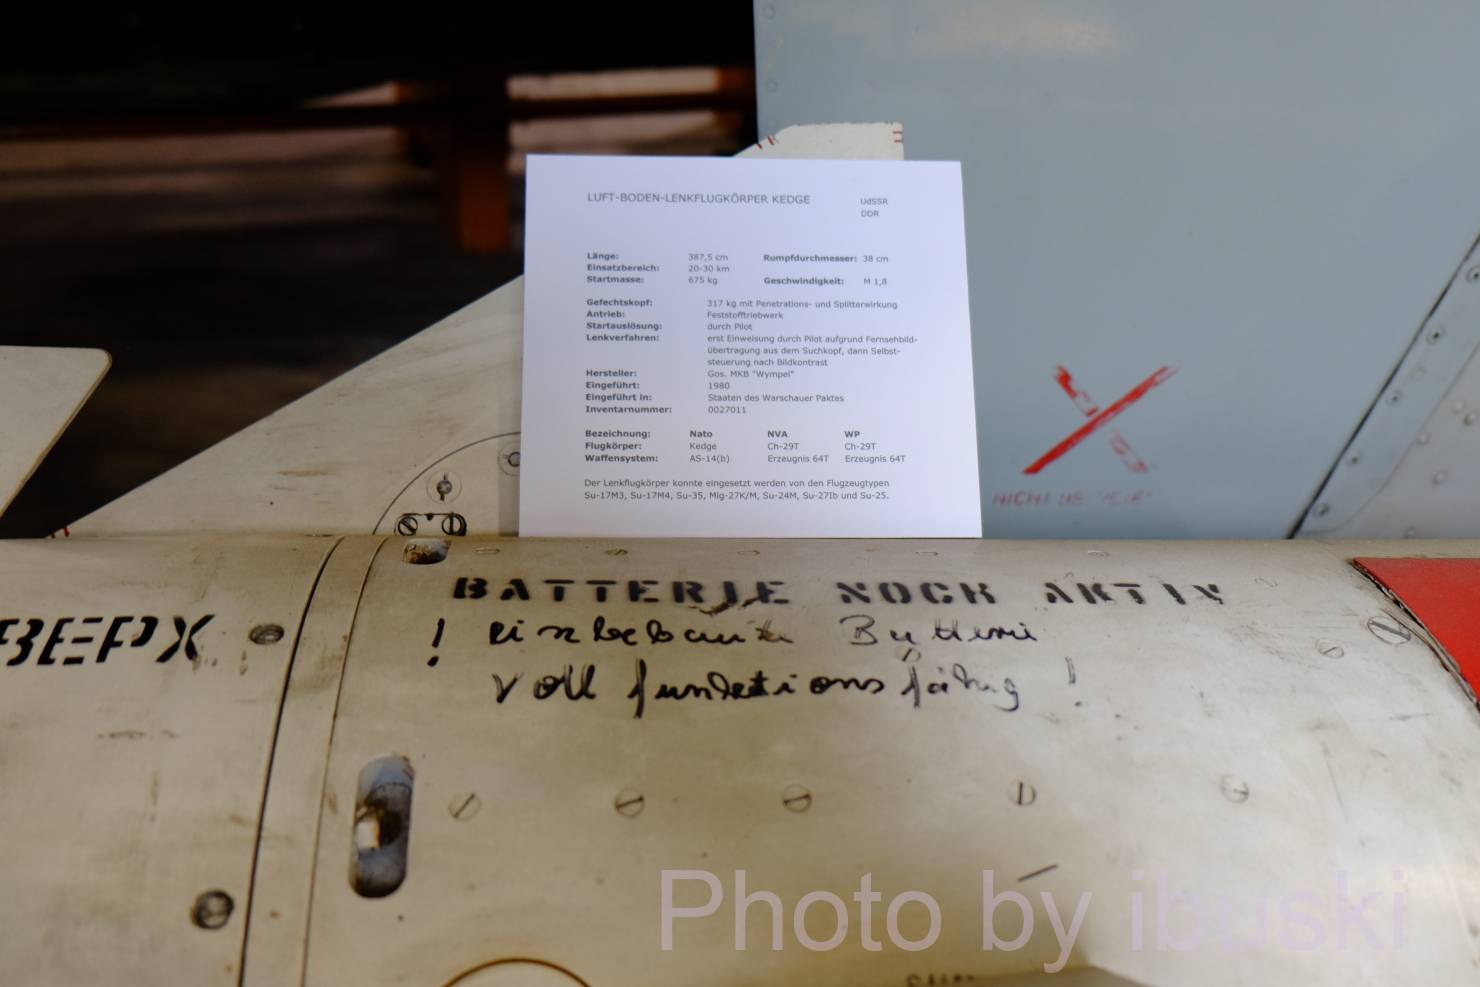 LUFT-BODEN-LENKFLUGKÖRPER KEDGE UdSSR
DDR
Länge: 387,5 cm Rumpfdurchmesser: 38 cm
Einsatzbereich: 20-30 km
Startmasse: 675 kg Geschwindigkeit: M 1,8
Gefechtskopf: 317 kg mit Penetrations- und Splitterwirkung
Antrieb: Feststofftriebwerk
Startauslösung: durch Pilot
Lenkverfahren: erst Einweisung durch Pilot aufgrund Fernsehbild-
übertragung aus dem Suchkopf, dann Selbst-
steuerung nach Bildkontrast
Hersteller: Gos. MKB "Wympel"
Eingeführt: 1980
Eingeführt in: Staaten des Warschauer Paktes
Inventarnummer: 0027011
Bezeichnung: Nato NVA WP
Flugkörper: Kedge Ch-29T Ch-29T
Waffensystem: AS-14(b) Erzeugnis 64T Erzeugnis 64T
Der Lenkflugkörper konnte eingesetzt werden von den Flugzeugtypen
Su-17M3, Su-17M4, Su-35, Mig-27K/M, Su-24M, Su-27Ib und Su-25.
NICHT
ВЕРХ
BATTERIE NOCH AKTIV
! eingebaute Batterie
voll funktionsfähig !
Photo by ibuski